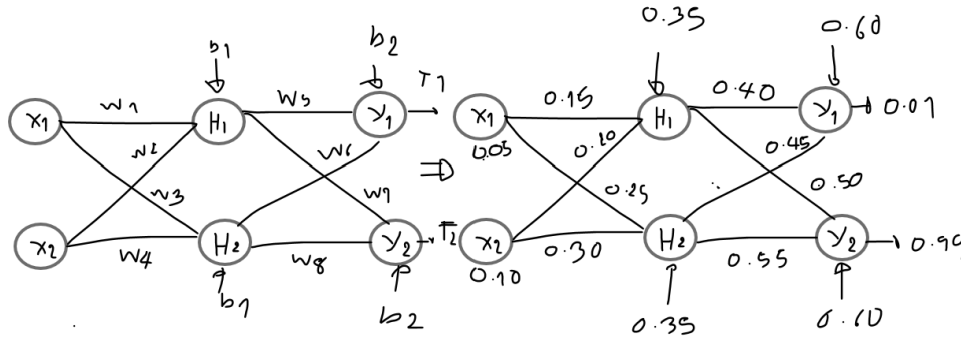 b1 b2 0.35 0.60
x1 w1 H1 w5 y1 T1 x1 0.15 H1 0.40 y1 0.01
w2 w6 ⇒ 0.05 0.20 0.45
w3 w7 0.25 0.50
x2 w4 H2 w8 y2 T2 x2 0.30 H2 0.55 y2 0.99
b1 b2 0.10 0.35 0.60